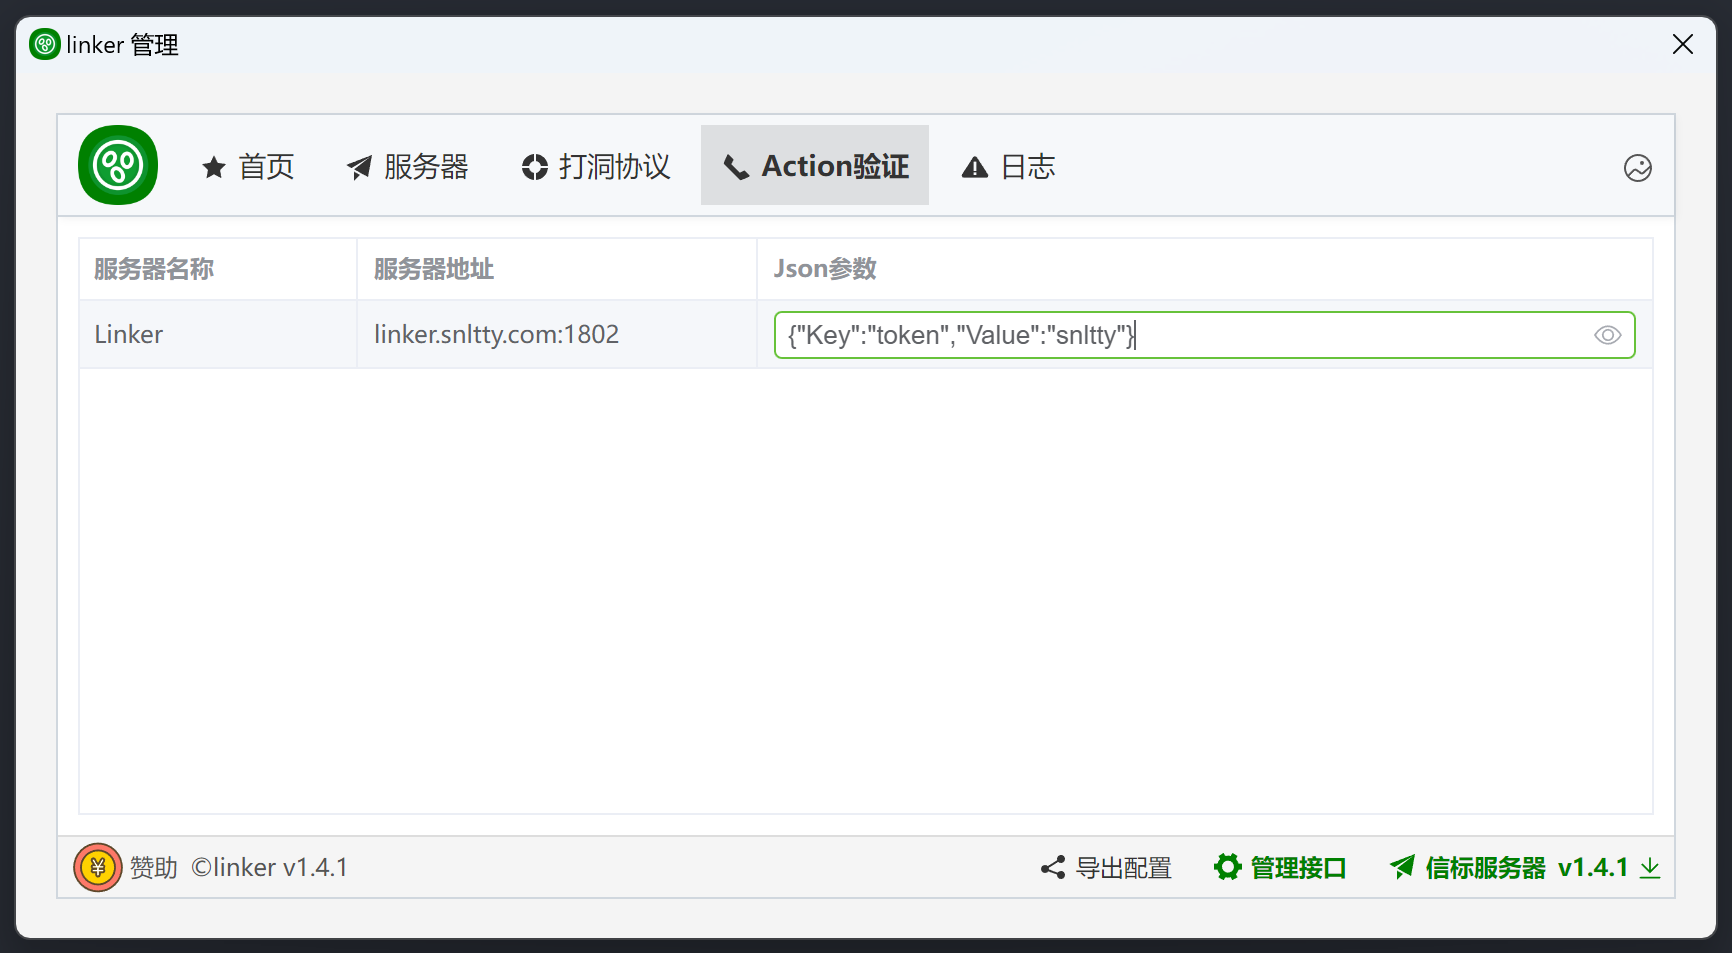 linker 管理
首页 服务器 打洞协议 Action验证 日志
服务器名称 服务器地址 Json参数
Linker linker.snltty.com:1802 {"Key":"token","Value":"snltty"}
¥ 赞助 ©linker v1.4.1 导出配置 管理接口 信标服务器 v1.4.1